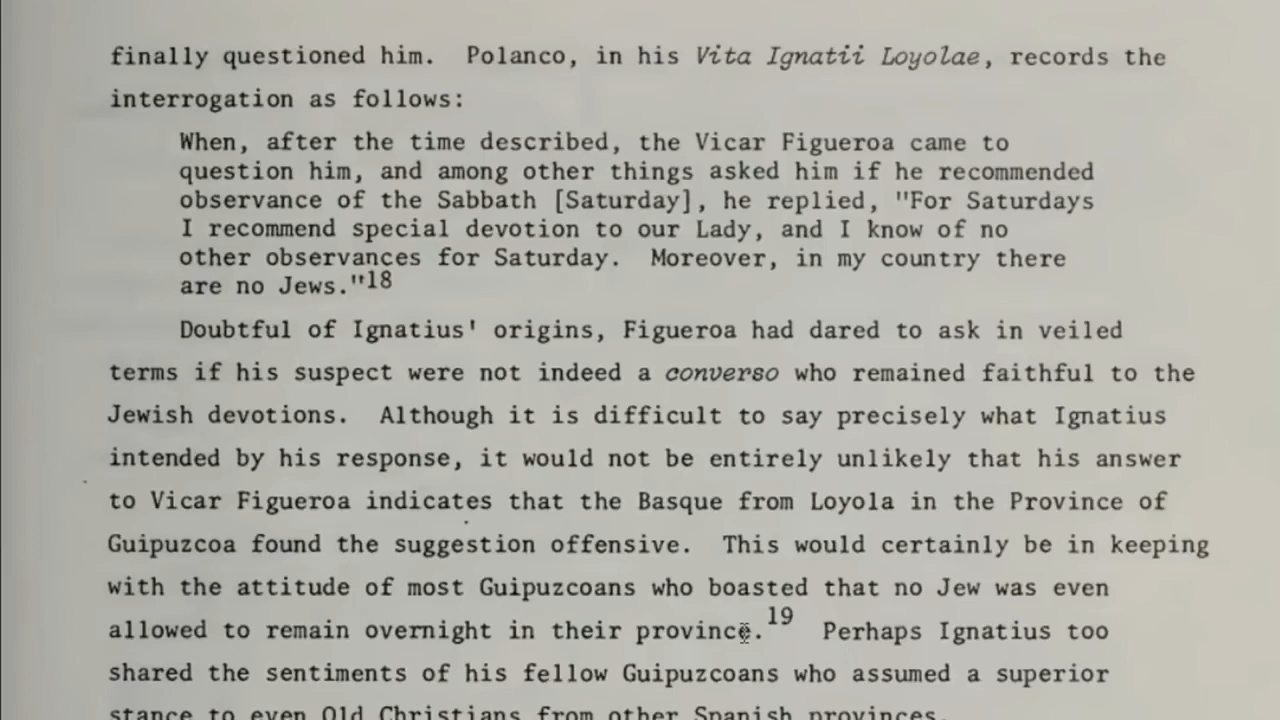 finally questioned him. Polanco, in his Vita Ignatii Loyolae, records the
interrogation as follows:
When, after the time described, the Vicar Figueroa came to
question him, and among other things asked him if he recommended
observance of the Sabbath [Saturday], he replied, "For Saturdays
I recommend special devotion to our Lady, and I know of no
other observances for Saturday. Moreover, in my country there
are no Jews."18
Doubtful of Ignatius' origins, Figueroa had dared to ask in veiled
terms if his suspect were not indeed a converso who remained faithful to the
Jewish devotions. Although it is difficult to say precisely what Ignatius
intended by his response, it would not be entirely unlikely that his answer
to Vicar Figueroa indicates that the Basque from Loyola in the Province of
Guipuzcoa found the suggestion offensive. This would certainly be in keeping
with the attitude of most Guipuzcoans who boasted that no Jew was even
allowed to remain overnight in their province.19 Perhaps Ignatius too
shared the sentiments of his fellow Guipuzcoans who assumed a superior
stance to even Old Christians from other Spanish provinces.